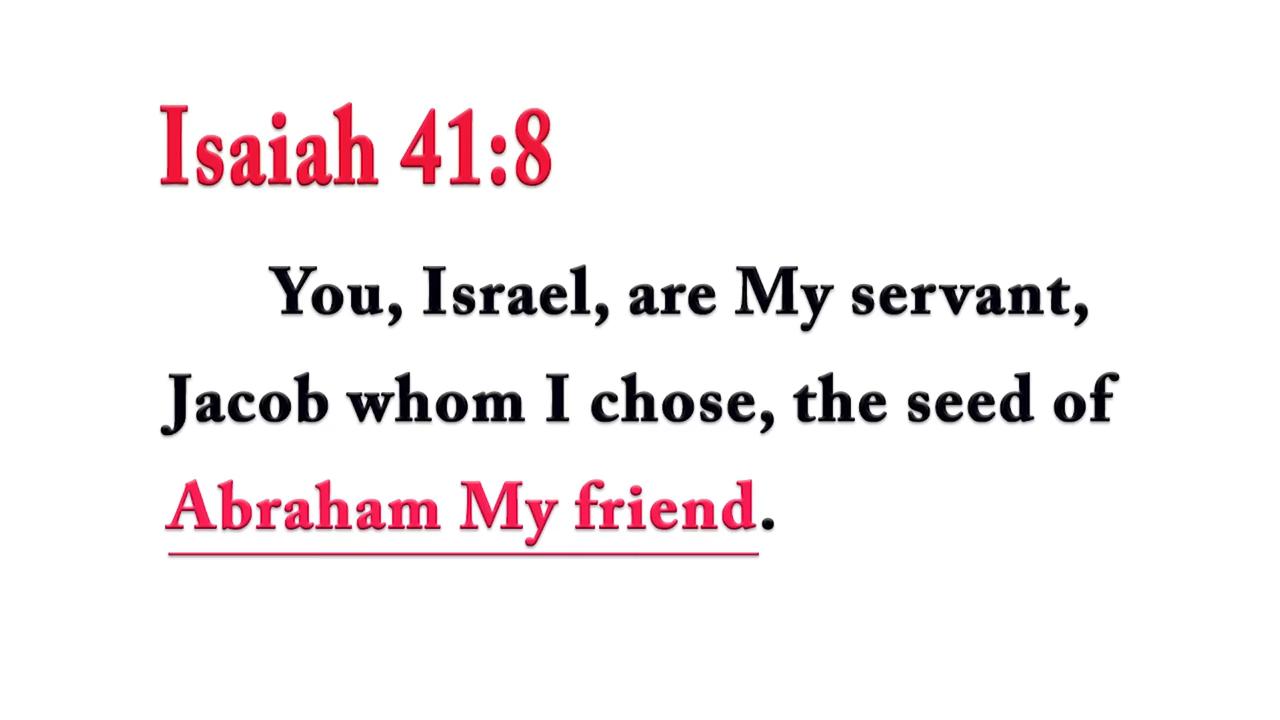 Isaiah 41:8
You, Israel, are My servant,
Jacob whom I chose, the seed of
Abraham My friend.